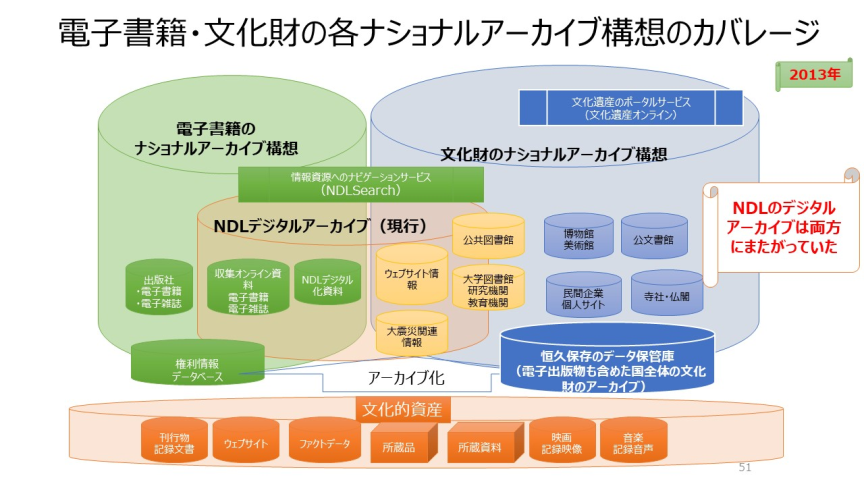 電子書籍・文化財の各ナショナルアーカイブ構想のカバレージ
2013年
文化遺産のポータルサービス
（文化遺産オンライン）
電子書籍の
ナショナルアーカイブ構想
文化財のナショナルアーカイブ構想
情報資源へのナビゲーションサービス
（NDLSearch）
NDLのデジタル
アーカイブは両方
にまたがっていた
NDLデジタルアーカイブ（現行）
公共図書館
博物館
美術館
公文書館
出版社
・電子書籍
・電子雑誌
収集オンライン資
料
電子書籍
電子雑誌
NDLデジタル
化資料
ウェブサイト情
報
大学図書館
研究機関
教育機関
民間企業
個人サイト
寺社・仏閣
大震災関連
情報
権利情報
データベース
恒久保存のデータ保管庫
（電子出版物も含めた国全体の文化
財のアーカイブ）
アーカイブ化
文化的資産
刊行物
記録文書
ウェブサイト
ファクトデータ
所蔵品
所蔵資料
映画
記録映像
音楽
記録音声
51